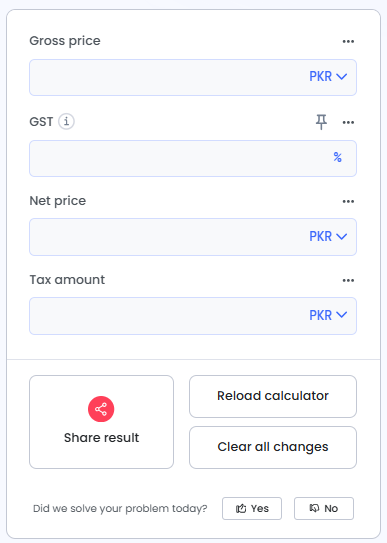 Gross price
PKR
GST i
%
Net price
PKR
Tax amount
PKR
Share result
Reload calculator
Clear all changes
Did we solve your problem today? Yes No